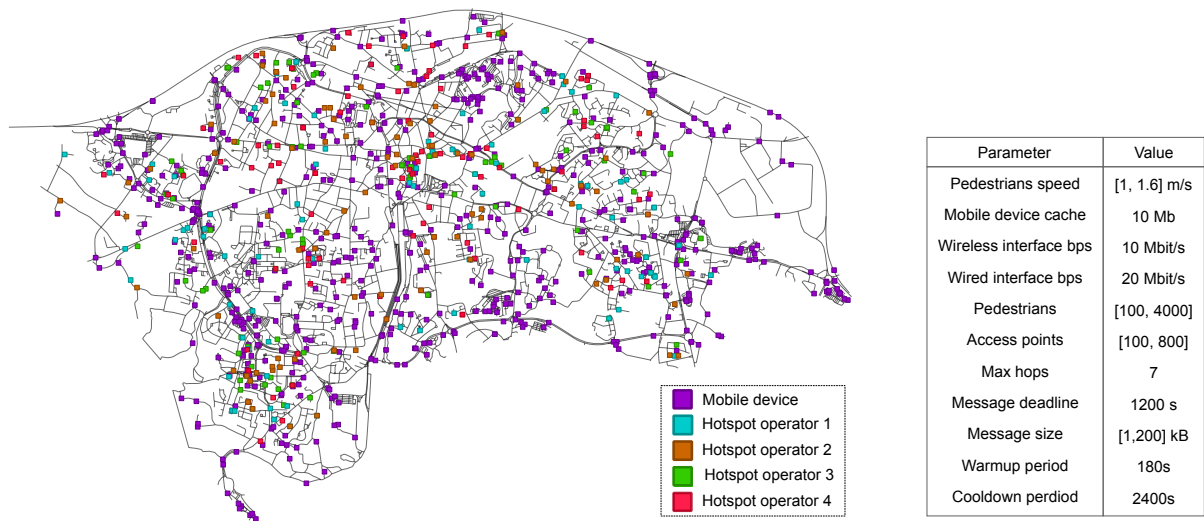 Mobile device
Hotspot operator 1
Hotspot operator 2
Hotspot operator 3
Hotspot operator 4
Parameter Value
Pedestrians speed [1, 1.6] m/s
Mobile device cache 10 Mb
Wireless interface bps 10 Mbit/s
Wired interface bps 20 Mbit/s
Pedestrians [100, 4000]
Access points [100, 800]
Max hops 7
Message deadline 1200 s
Message size [1,200] kB
Warmup period 180s
Cooldown perdiod 2400s